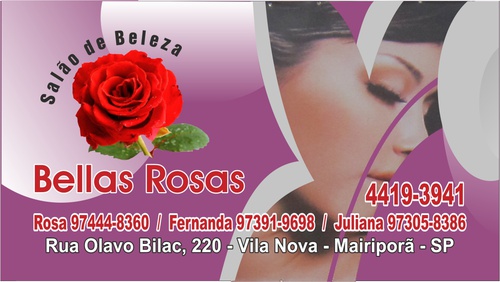 Salão de Beleza
Bellas Rosas
4419-3941
Rosa 97444-8360 / Fernanda 97391-9698 / Juliana 97305-8386
Rua Olavo Bilac, 220 - Vila Nova - Mairiporã - SP